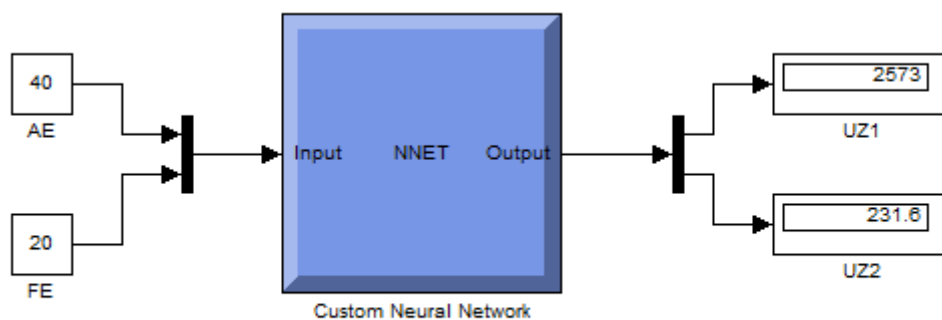 40
AE
20
FE
Input NNET Output
Custom Neural Network
2573
UZ1
231.6
UZ2